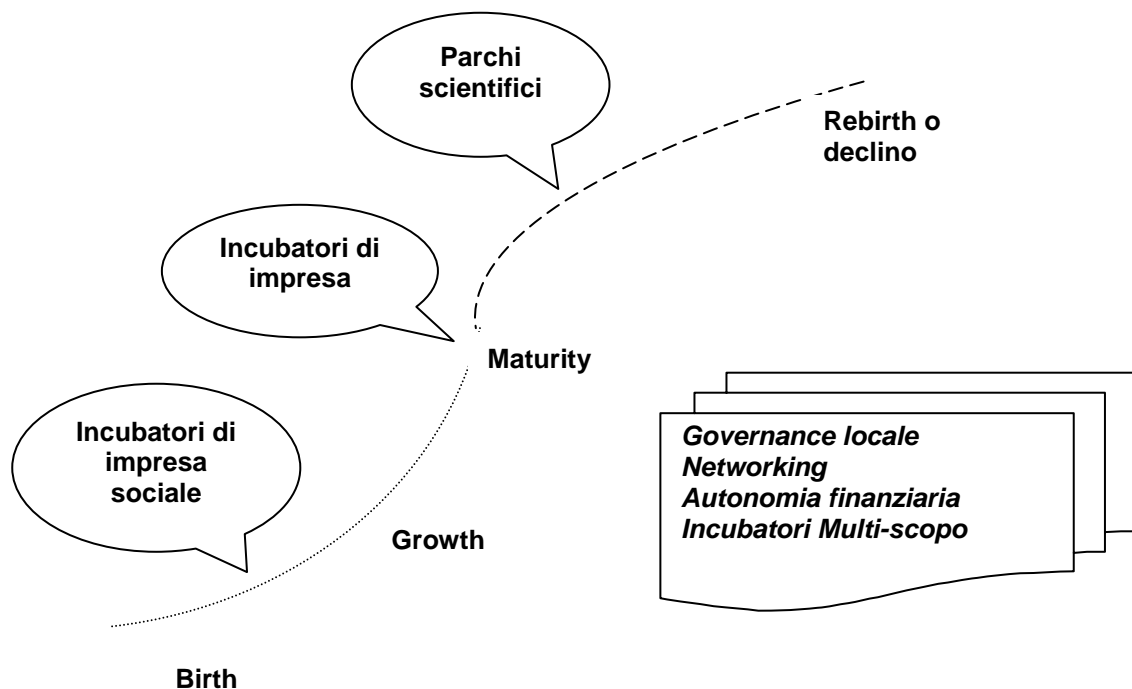 Parchi
scientifici
Rebirth o
declino
Incubatori di
impresa
Maturity
Incubatori di
impresa
sociale
Governance locale
Networking
Autonomia finanziaria
Incubatori Multi-scopo
Growth
Birth